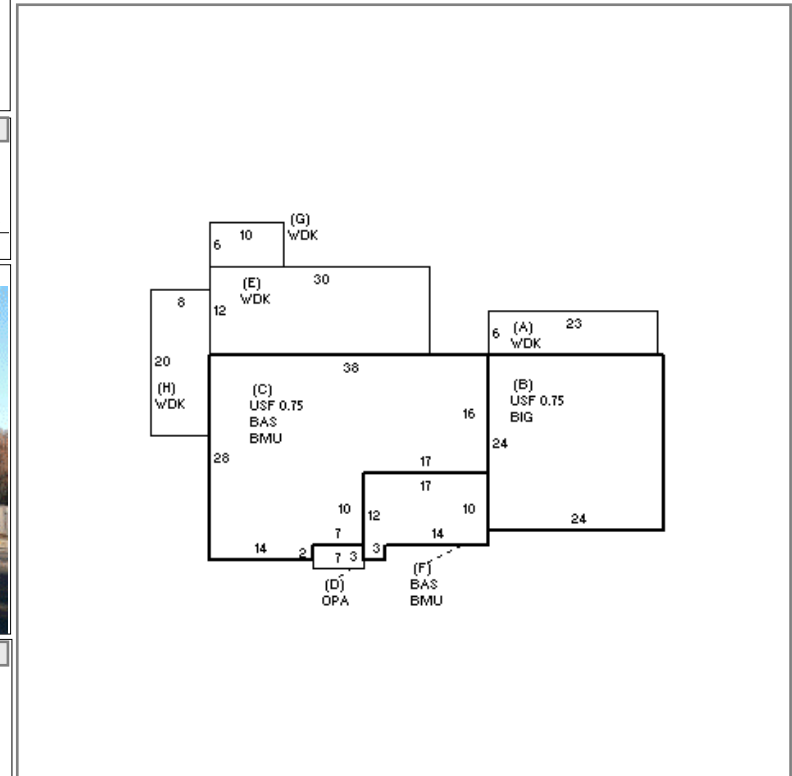 (G)
WDK
10
6
(E)
WDK
30
12
8
20
(H)
WDK
(A)
WDK
23
6
38
(C)
USF 0.75
BAS
BMU
16
(B)
USF 0.75
BIG
24
28
17
17
10
12
10
24
7
14
14
2
7
3
3
(D)
OPA
(F)
BAS
BMU